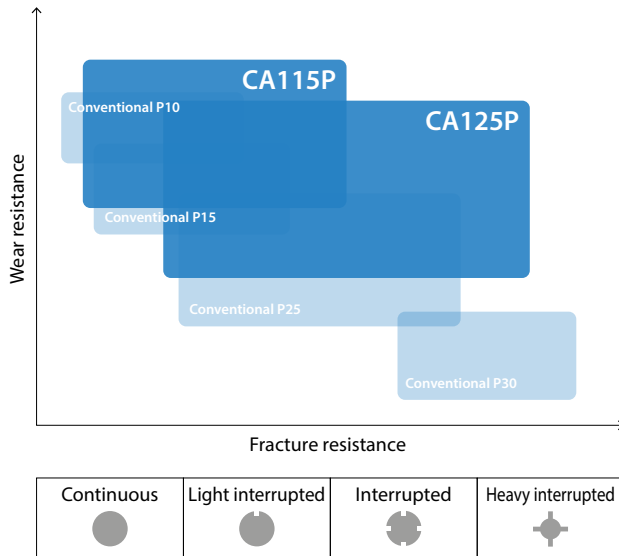 CA115P
Conventional P10
CA125P
Wear resistance
Conventional P15
Conventional P25
Conventional P30
Fracture resistance
Continuous
Light interrupted
Interrupted
Heavy interrupted